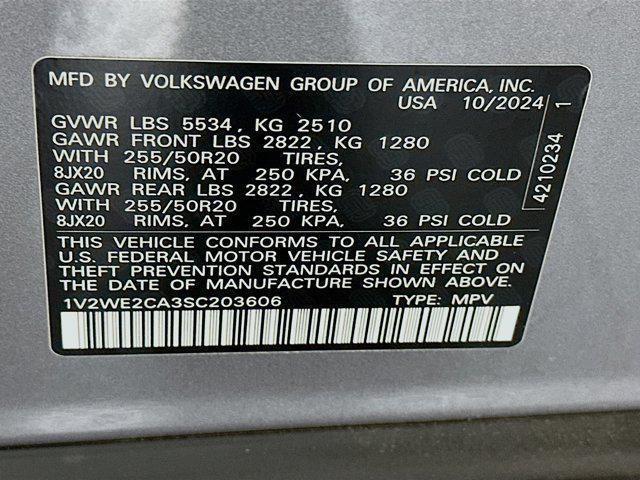 MFD BY VOLKSWAGEN GROUP OF AMERICA, INC.
USA 10/2024
GVWR LBS 5534, KG 2510
GAWR FRONT LBS 2822, KG 1280
WITH 255/50R20 TIRES,
8JX20 RIMS, AT 250 KPA, 36 PSI COLD
GAWR REAR LBS 2822, KG 1280
WITH 255/50R20 TIRES,
8JX20 RIMS, AT 250 KPA, 36 PSI COLD
THIS VEHICLE CONFORMS TO ALL APPLICABLE
U.S. FEDERAL MOTOR VEHICLE SAFETY AND
THEFT PREVENTION STANDARDS IN EFFECT ON
THE DATE OF MANUFACTURE SHOWN ABOVE.
1V2WE2CA3SC203606 TYPE: MPV
4210234 1